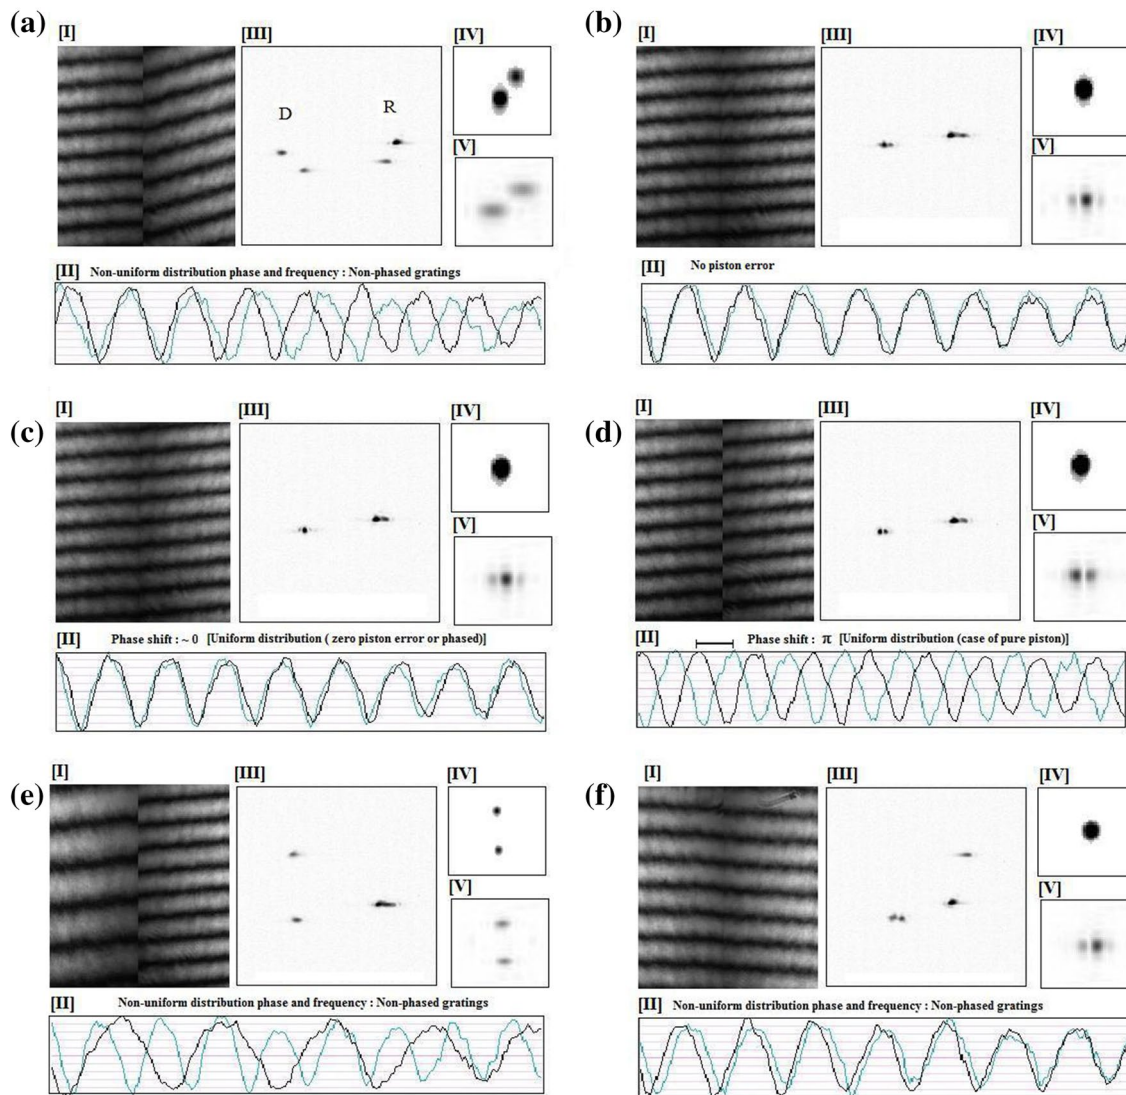 (a)
[I]
[III]
D
R
[IV]
[V]
[II] Non-uniform distribution phase and frequency : Non-phased gratings
(b)
[I]
[III]
[IV]
[V]
[II] No piston error
(c)
[I]
[III]
[IV]
[V]
[II] Phase shift : ~ 0 [Uniform distribution ( zero piston error or phased)]
(d)
[I]
[III]
[IV]
[V]
[II] Phase shift : π [Uniform distribution (case of pure piston)]
(e)
[I]
[III]
[IV]
[V]
[II] Non-uniform distribution phase and frequency : Non-phased gratings
(f)
[I]
[III]
[IV]
[V]
[II] Non-uniform distribution phase and frequency : Non-phased gratings